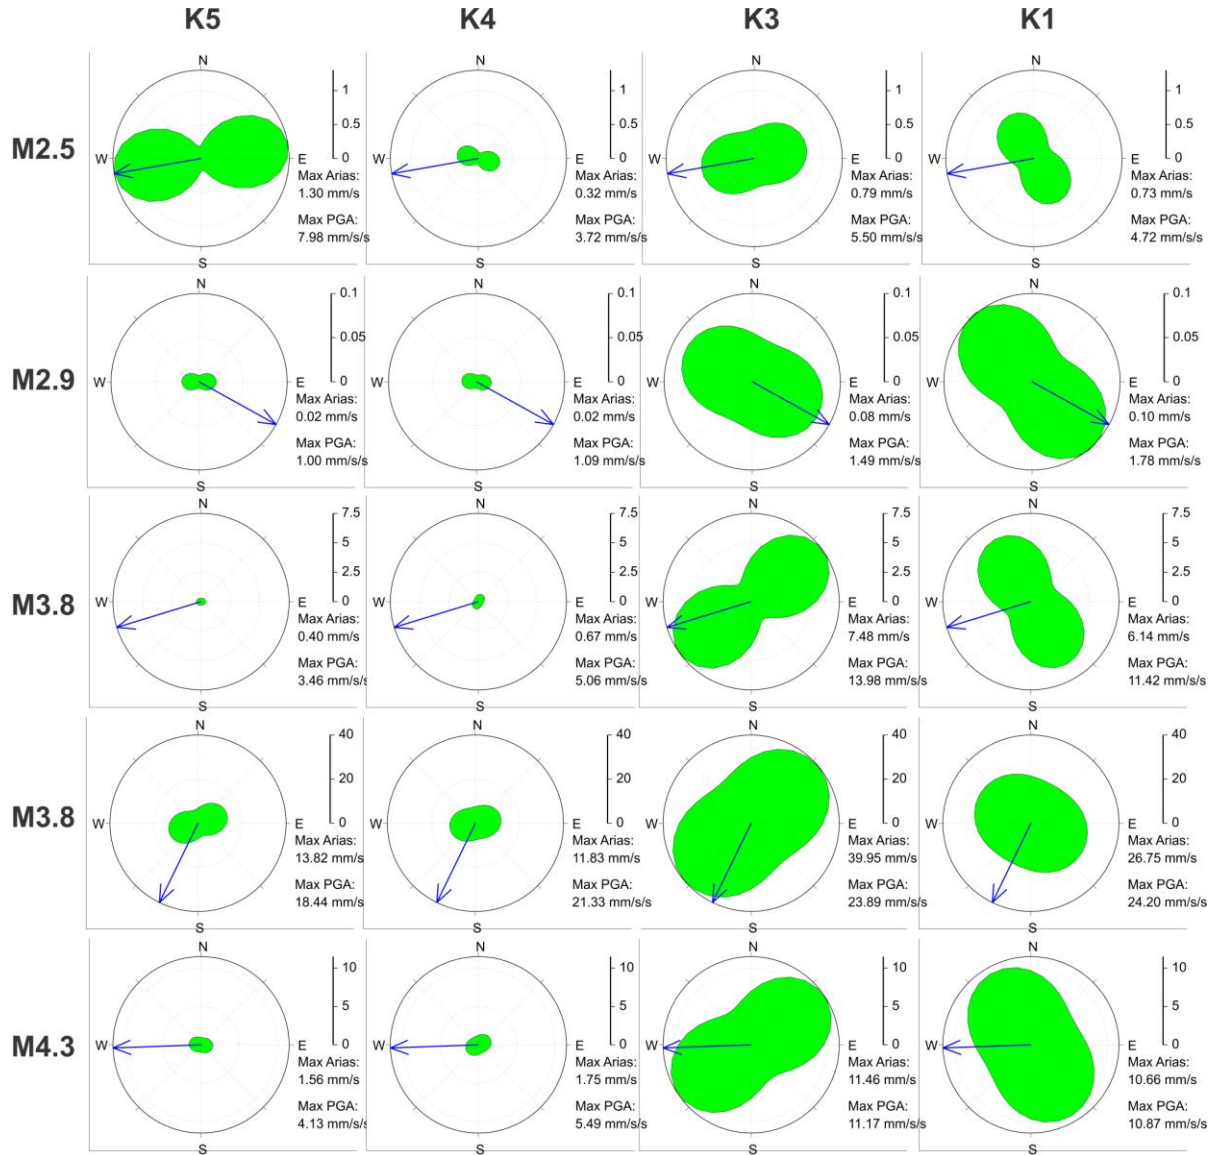 K5 K4 K3 K1
M2.5
N
W
E
S
1
0.5
0
Max Arias:
1.30 mm/s
Max PGA:
7.98 mm/s/s
N
W
E
S
1
0.5
0
Max Arias:
0.32 mm/s
Max PGA:
3.72 mm/s/s
N
W
E
S
1
0.5
0
Max Arias:
0.79 mm/s
Max PGA:
5.50 mm/s/s
N
W
E
S
1
0.5
0
Max Arias:
0.73 mm/s
Max PGA:
4.72 mm/s/s
M2.9
N
W
E
S
0.1
0.05
0
Max Arias:
0.02 mm/s
Max PGA:
1.00 mm/s/s
N
W
E
S
0.1
0.05
0
Max Arias:
0.02 mm/s
Max PGA:
1.09 mm/s/s
N
W
E
S
0.1
0.05
0
Max Arias:
0.08 mm/s
Max PGA:
1.49 mm/s/s
N
W
E
S
0.1
0.05
0
Max Arias:
0.10 mm/s
Max PGA:
1.78 mm/s/s
M3.8
N
W
E
S
7.5
5
2.5
0
Max Arias:
0.40 mm/s
Max PGA:
3.46 mm/s/s
N
W
E
S
7.5
5
2.5
0
Max Arias:
0.67 mm/s
Max PGA:
5.06 mm/s/s
N
W
E
S
7.5
5
2.5
0
Max Arias:
7.48 mm/s
Max PGA:
13.98 mm/s/s
N
W
E
S
7.5
5
2.5
0
Max Arias:
6.14 mm/s
Max PGA:
11.42 mm/s/s
M3.8
N
W
E
S
40
20
0
Max Arias:
13.82 mm/s
Max PGA:
18.44 mm/s/s
N
W
E
S
40
20
0
Max Arias:
11.83 mm/s
Max PGA:
21.33 mm/s/s
N
W
E
S
40
20
0
Max Arias:
39.95 mm/s
Max PGA:
23.89 mm/s/s
N
W
E
S
40
20
0
Max Arias:
26.75 mm/s
Max PGA:
24.20 mm/s/s
M4.3
N
W
E
S
10
5
0
Max Arias:
1.56 mm/s
Max PGA:
4.13 mm/s/s
N
W
E
S
10
5
0
Max Arias:
1.75 mm/s
Max PGA:
5.49 mm/s/s
N
W
E
S
10
5
0
Max Arias:
11.46 mm/s
Max PGA:
11.17 mm/s/s
N
W
E
S
10
5
0
Max Arias:
10.66 mm/s
Max PGA:
10.87 mm/s/s